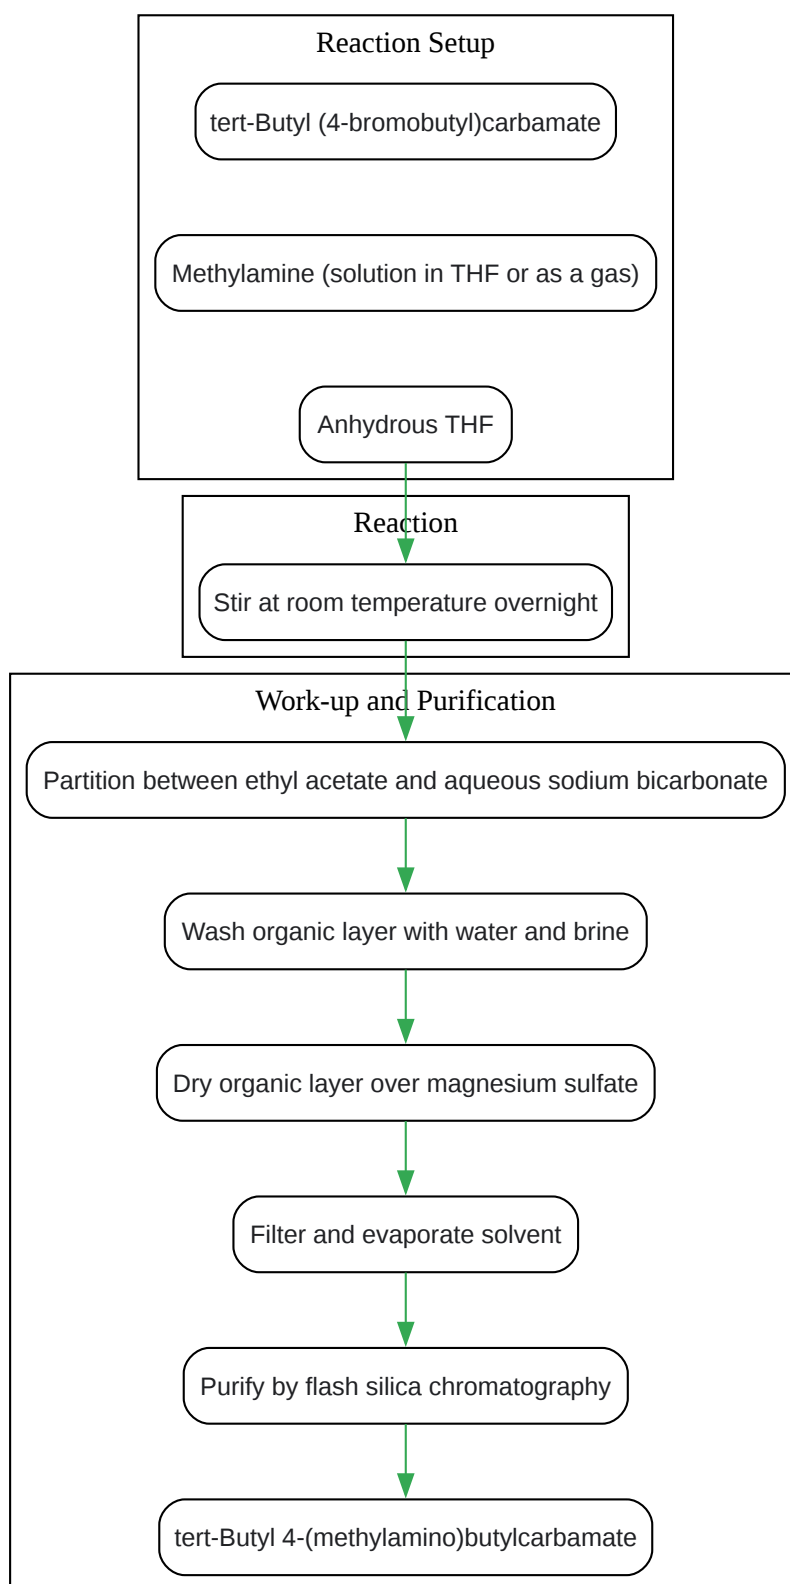 Reaction Setup
tert-Butyl (4-bromobutyl)carbamate
Methylamine (solution in THF or as a gas)
Anhydrous THF
Reaction
Stir at room temperature overnight
Work-up and Purification
Partition between ethyl acetate and aqueous sodium bicarbonate
Wash organic layer with water and brine
Dry organic layer over magnesium sulfate
Filter and evaporate solvent
Purify by flash silica chromatography
tert-Butyl 4-(methylamino)butylcarbamate